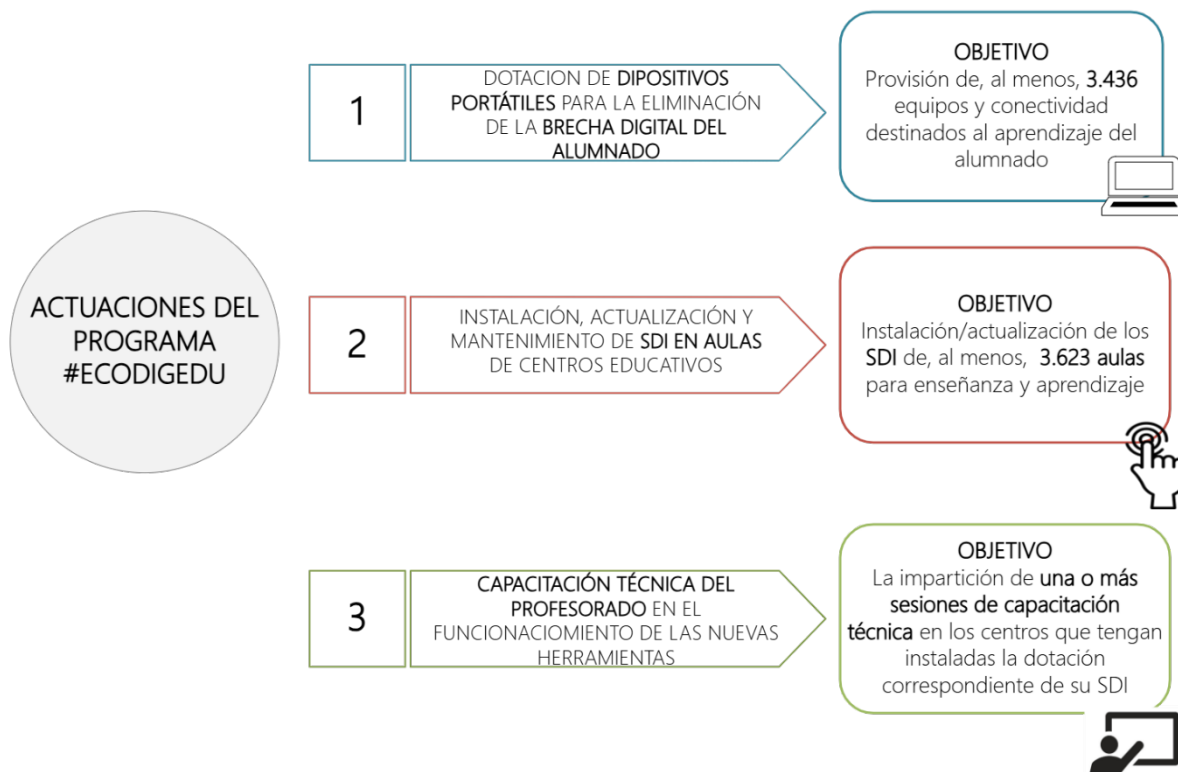 ACTUACIONES DEL
PROGRAMA
#ECODIGEDU
1
DOTACION DE DIPOSITIVOS
PORTÁTILES PARA LA ELIMINACIÓN
DE LA BRECHA DIGITAL DEL
ALUMNADO
OBJETIVO
Provisión de, al menos, 3.436
equipos y conectividad
destinados al aprendizaje del
alumnado
2
INSTALACIÓN, ACTUALIZACIÓN Y
MANTENIMIENTO DE SDI EN AULAS
DE CENTROS EDUCATIVOS
OBJETIVO
Instalación/actualización de los
SDI de, al menos, 3.623 aulas
para enseñanza y aprendizaje
3
CAPACITACIÓN TÉCNICA DEL
PROFESORADO EN EL
FUNCIONACIOMIENTO DE LAS NUEVAS
HERRAMIENTAS
OBJETIVO
La impartición de una o más
sesiones de capacitación
técnica en los centros que tengan
instaladas la dotación
correspondiente de su SDI